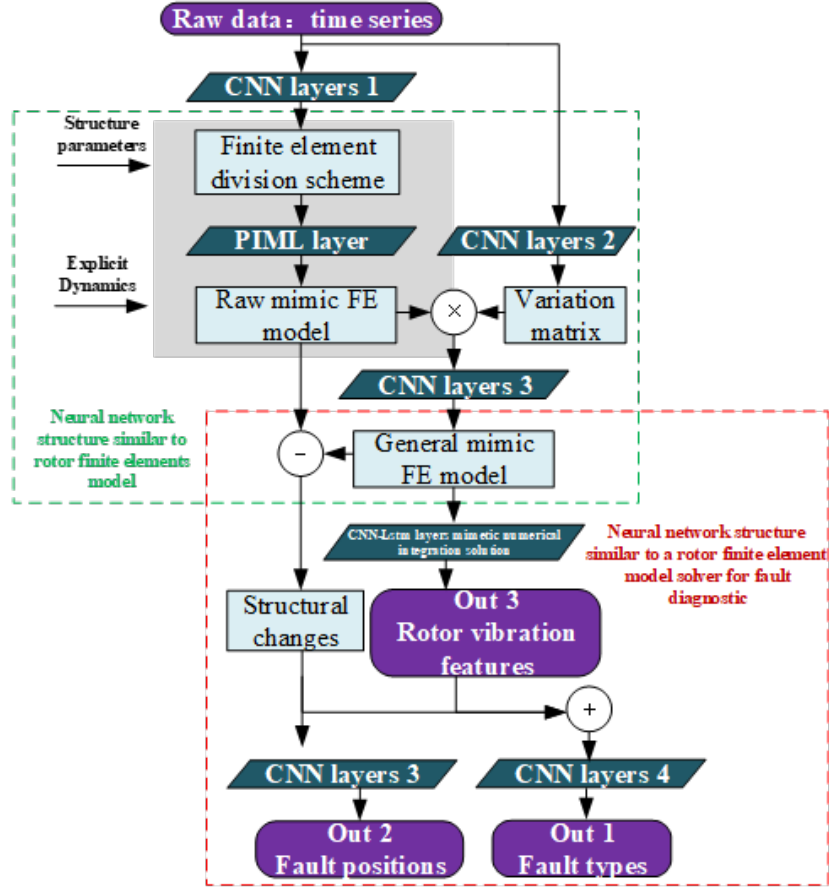 Raw data：time series
CNN layers 1
Structure
parameters
Finite element
division scheme
PIML layer
CNN layers 2
Explicit
Dynamics
Raw mimic FE
model
×
Variation
matrix
CNN layers 3
Neural network
structure similar to
rotor finite elements
model
-
General mimic
FE model
CNN-Lstm layers mimetic numerical
integration solution
Neural network structure
similar to a rotor finite element
model solver for fault
diagnostic
Structural
changes
Out 3
Rotor vibration
features
+
CNN layers 3
CNN layers 4
Out 2
Fault positions
Out 1
Fault types